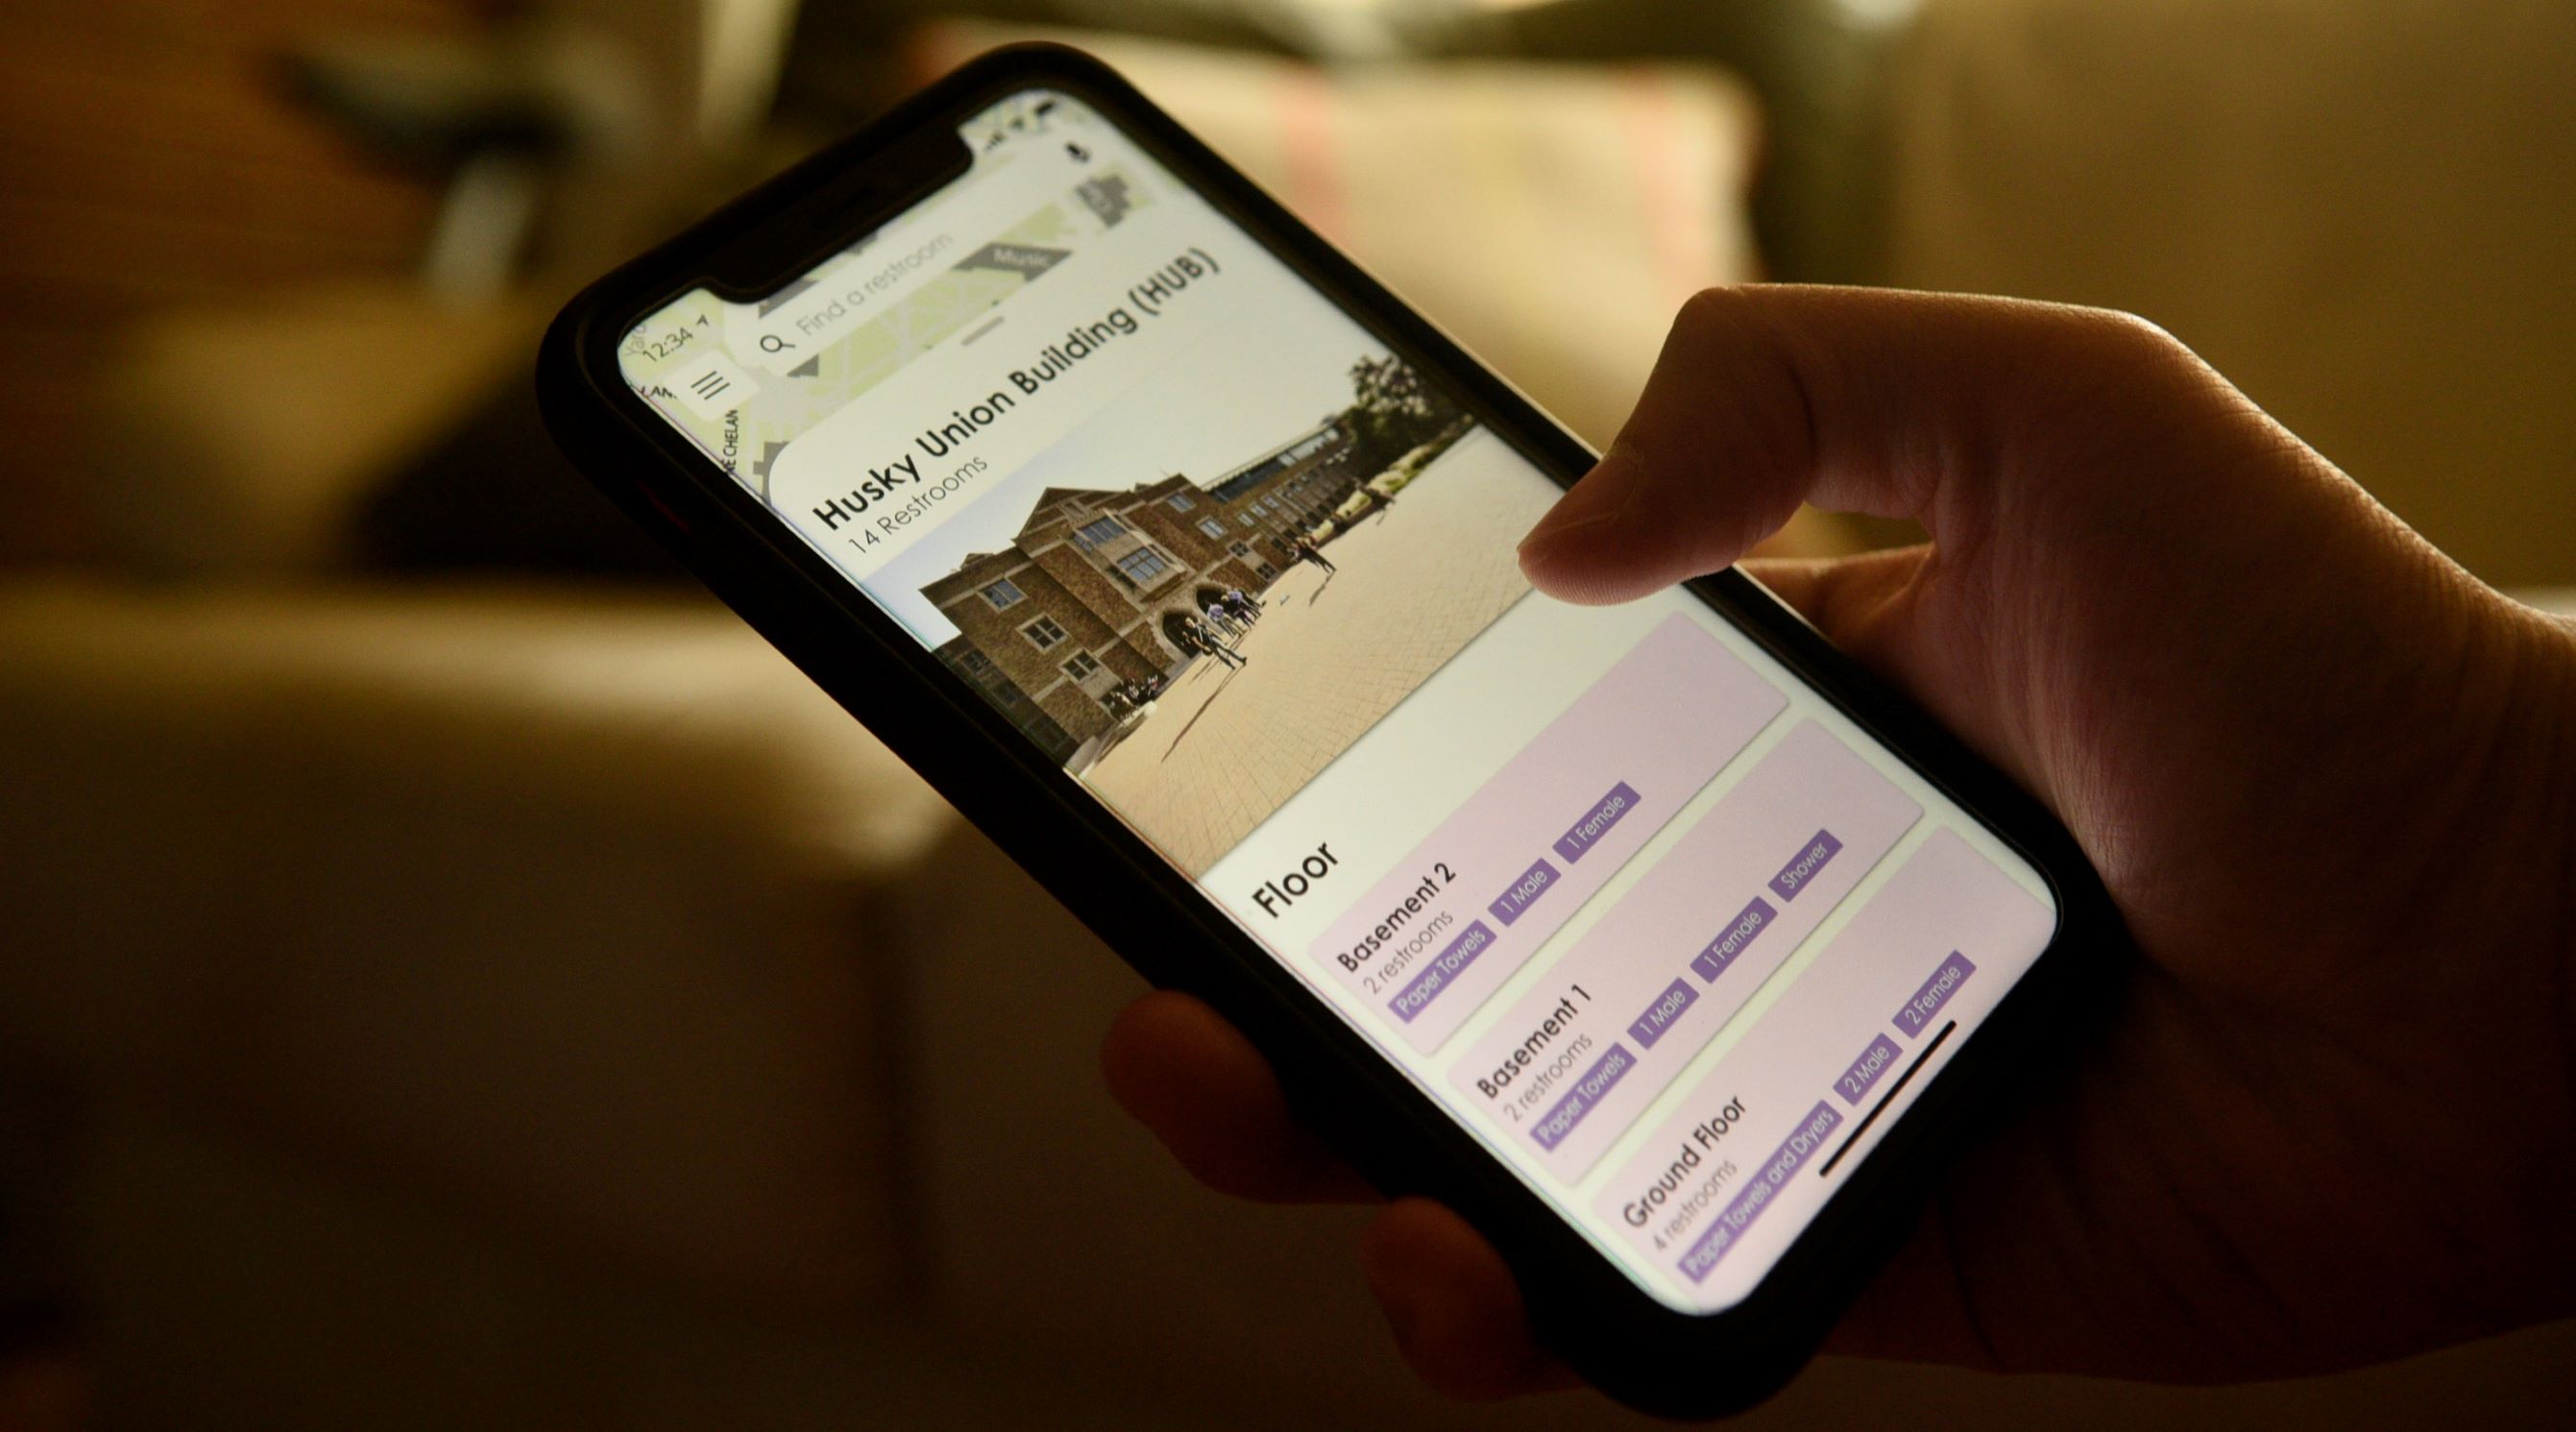 12:34
Find a restroom
Music
Husky Union Building (HUB)
14 Restrooms
Floor
Basement 2
2 restrooms
Paper Towels 1 Male 1 Female
Basement 1
2 restrooms
Paper Towels 1 Male 1 Female Shower
Ground Floor
4 restrooms
Paper Towels and Dryers 2 Male 2 Female